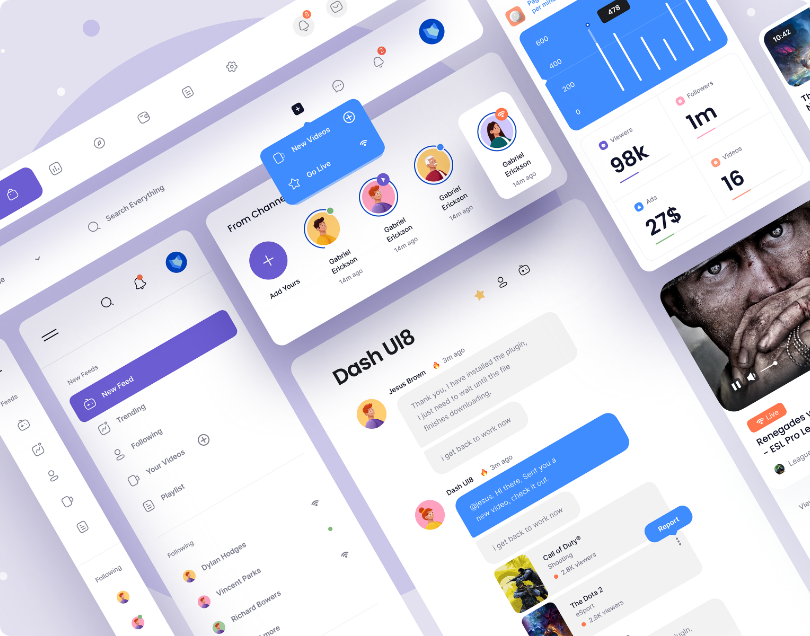 Search Everything
New Videos
Go Live
From Channe
Add Yours
Gabriel
Erickson
14m ago
Gabriel
Erickson
14m ago
Gabriel
Erickson
14m ago
Gabriel
Erickson
14m ago
New Feeds
New Feed
Trending
Following
Your Videos
Playlist
Following
Dylan Hodges
Vincent Parks
Richard Bowers
more
Feeds
Following
Dash UI8
Jesus Brown
3m ago
Thank you. I have installed the plugin,
I just need to wait until the file
finishes downloading.
I get back to work now
Dash UI8
3m ago
@jesus. Hi there. Sent you a
new video, check it out
I get back to work now
Call of Duty®
Shooting
2.8K viewers
Report
The Dota 2
eSport
2.5K viewers
Pag
per minu
478
600
400
200
0
Viewers
98k
Followers
1m
Ads
27$
Videos
16
10:42
Th
N
Live
Renegades v
– ESL Pro Le
League
Vie